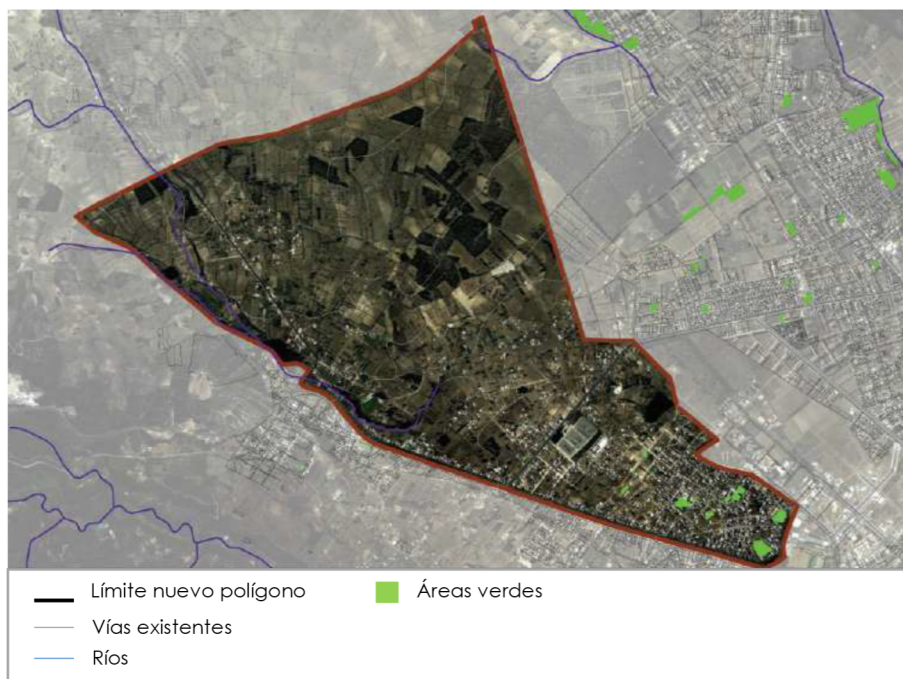 Límite nuevo polígono
Áreas verdes
Vías existentes
Ríos